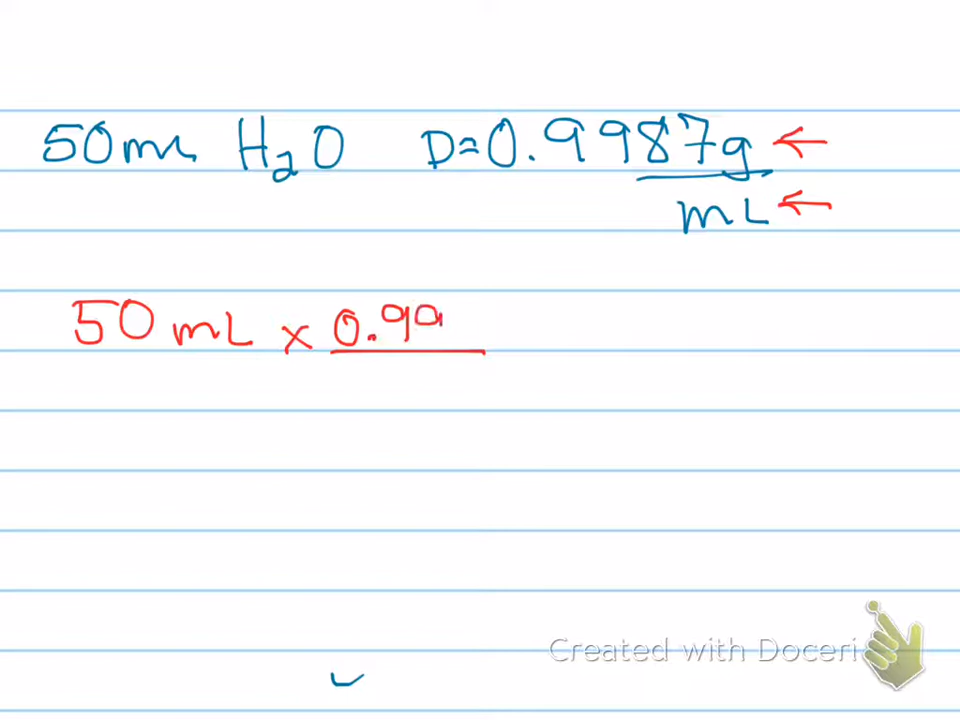 50mL H₂O D=0.9987g
mL
50 mL x 0.99
Created with Doceri